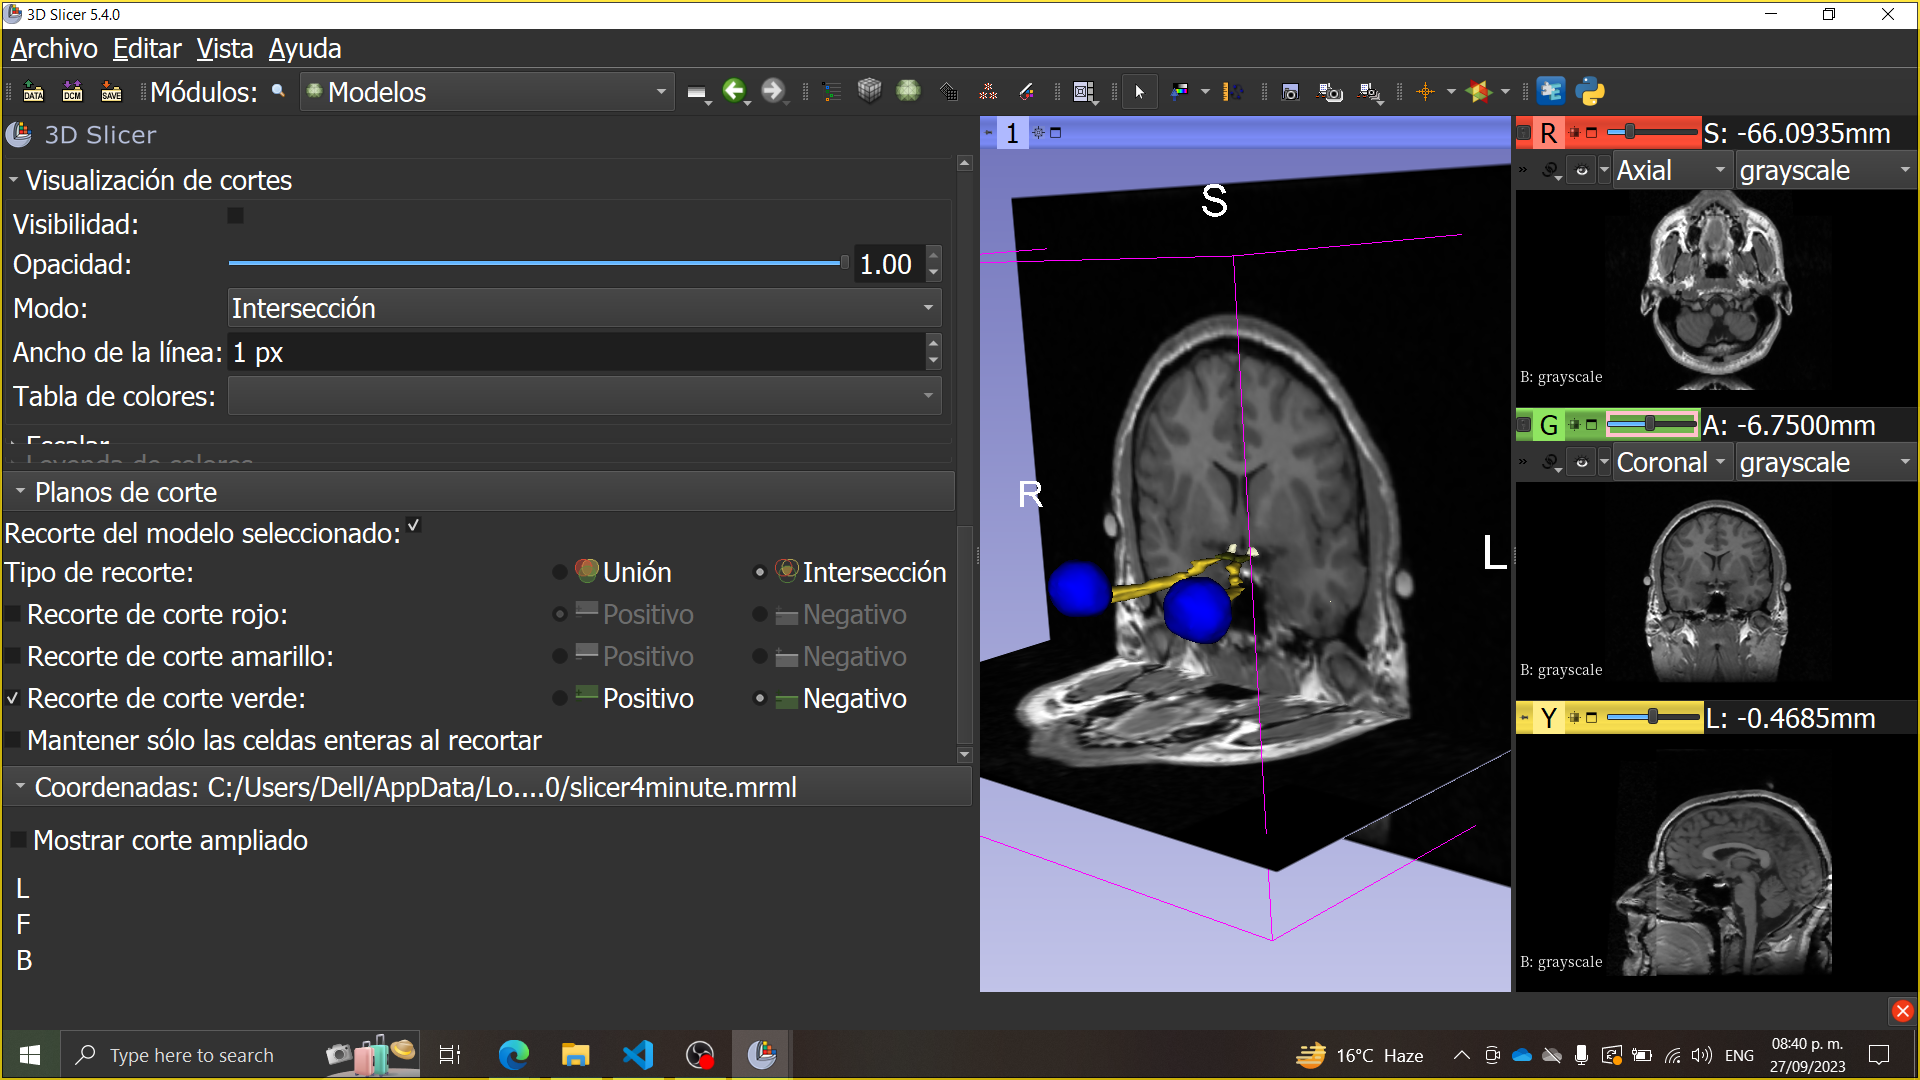 3D Slicer 5.4.0
Archivo Editar Vista Ayuda
DATA DCM SAVE Módulos: Modelos
3D Slicer
Visualización de cortes
Visibilidad:
Opacidad: 1.00
Modo: Intersección
Ancho de la línea: 1 px
Tabla de colores:
Escalar
Leyenda de colores
Planos de corte
Recorte del modelo seleccionado:
Tipo de recorte: Unión Intersección
Recorte de corte rojo: Positivo Negativo
Recorte de corte amarillo: Positivo Negativo
Recorte de corte verde: Positivo Negativo
Mantener sólo las celdas enteras al recortar
Coordenadas: C:/Users/Dell/AppData/Lo....0/slicer4minute.mrml
Mostrar corte ampliado
L
F
B
1
S
R
L
R S: -66.0935mm
Axial grayscale
B: grayscale
G A: -6.7500mm
Coronal grayscale
B: grayscale
Y L: -0.4685mm
B: grayscale
Type here to search
16°C Haze
ENG
08:40 p. m.
27/09/2023